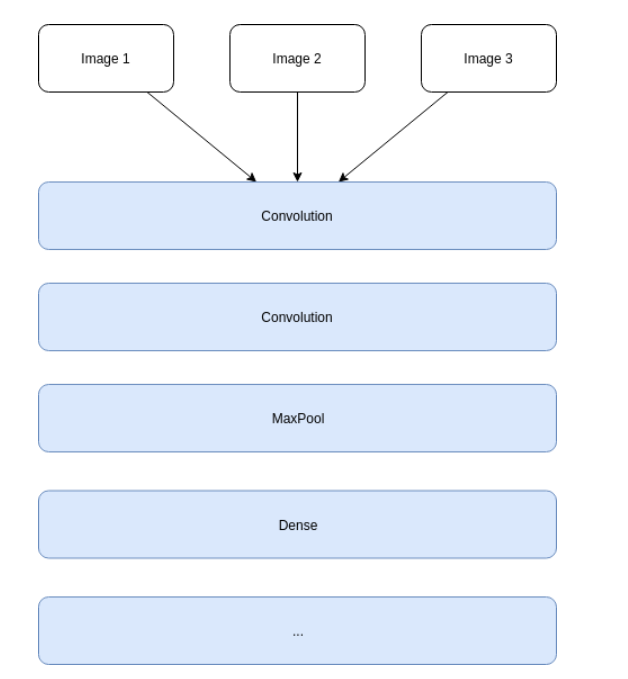 Image 1
Image 2
Image 3
Convolution
Convolution
MaxPool
Dense
...